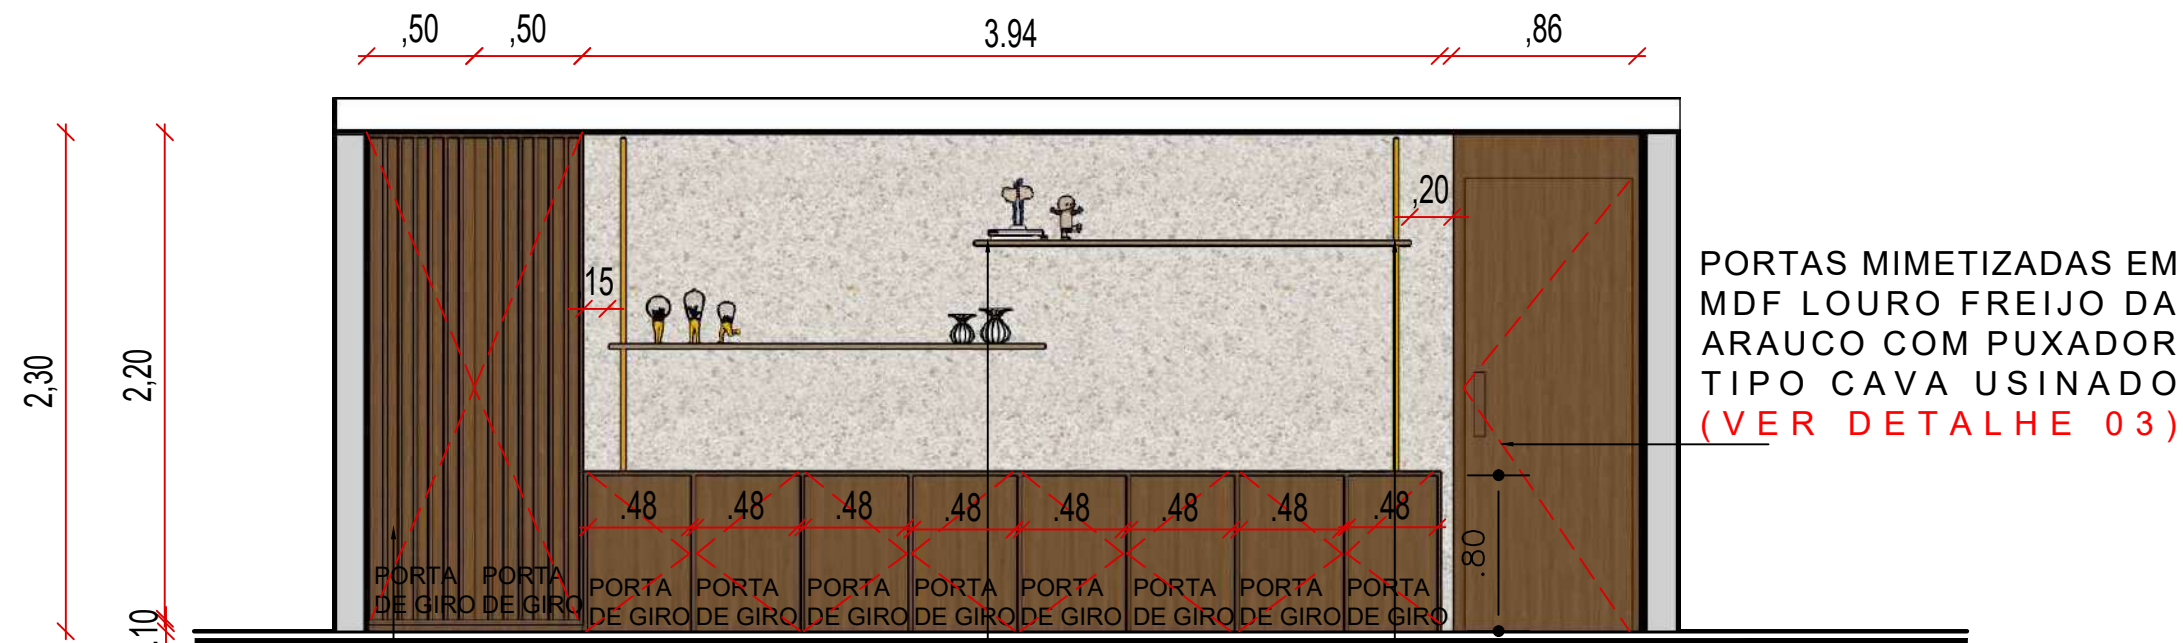 ,50
,50
3.94
,86
2,30
2,20
,10
15
,20
PORTAS MIMETIZADAS EM
MDF LOURO FREIJO DA
ARAUCO COM PUXADOR
TIPO CAVA USINADO
(VER DETALHE 03)
.48
.48
.48
.48
.48
.48
.48
.48
.80
PORTA
DE GIRO
PORTA
DE GIRO
PORTA
DE GIRO
PORTA
DE GIRO
PORTA
DE GIRO
PORTA
DE GIRO
PORTA
DE GIRO
PORTA
DE GIRO
PORTA
DE GIRO
PORTA
DE GIRO